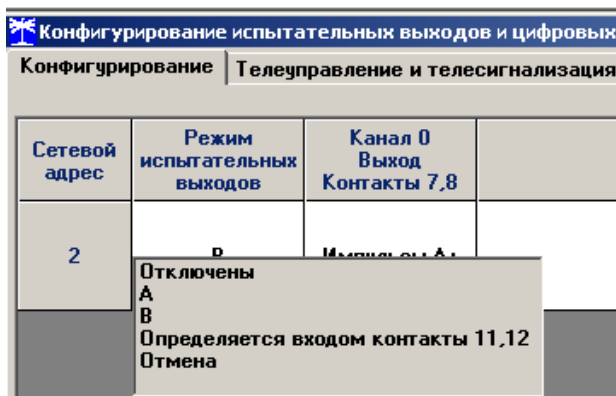 Конфигурирование испытательных выходов и цифровых
Конфигурирование Телеуправление и телесигнализация
Сетевой адрес
Режим испытательных выходов
Канал 0 Выход Контакты 7,8
2
Отключены
A
B
Определяется входом контакты 11,12
Отмена